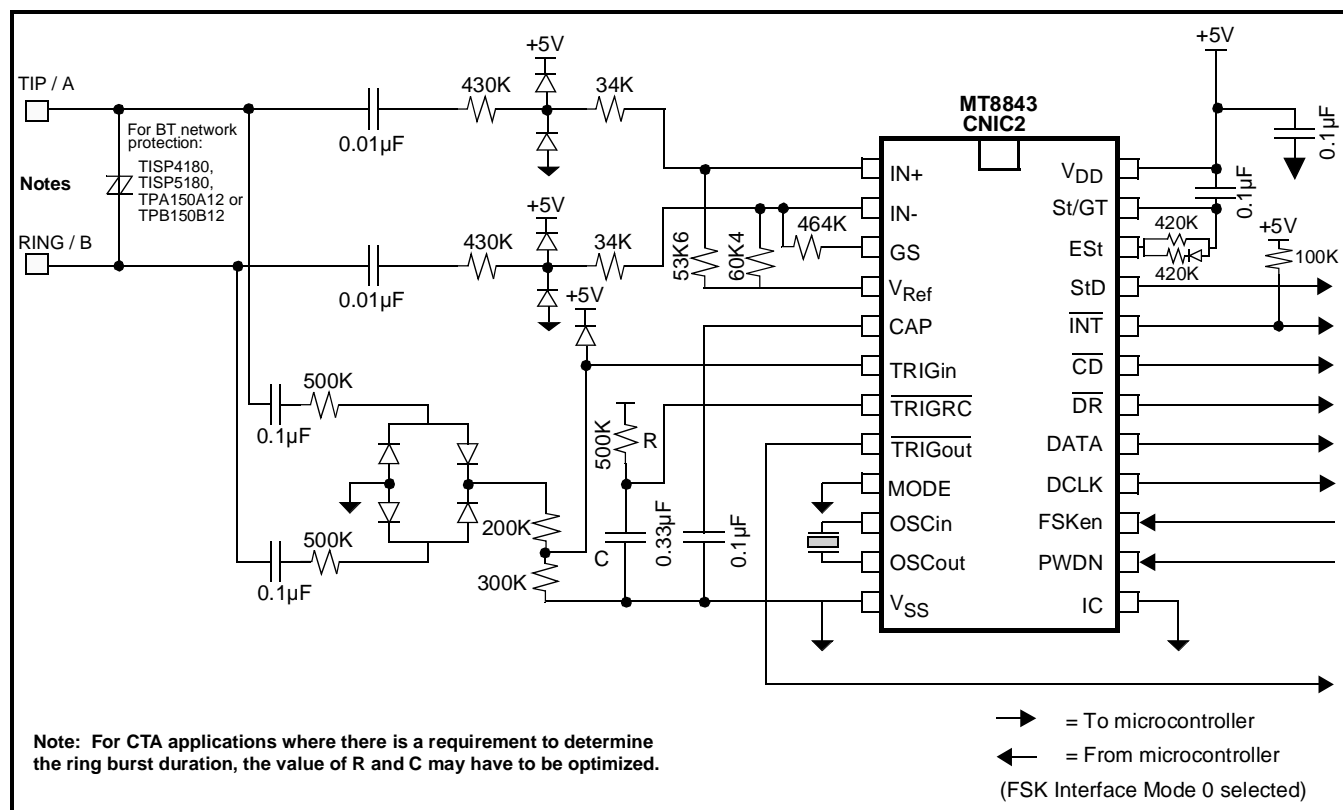 +5V
+5V
TIP / A
430K
34K
MT8843
CNIC2
0.1µF
For BT network
protection:
TISP4180,
TISP5180,
TPA150A12 or
TPB150B12
0.01µF
Notes
IN+
VDD
0.1µF
+5V
IN-
St/GT
RING / B
430K
34K
53K6
60K4
464K
GS
ESt
420K
420K
+5V
100K
0.01µF
+5V
VRef
StD
CAP
INT
TRIGin
CD
500K
0.1µF
500K
R
TRIGRC
DR
TRIGout
DATA
MODE
DCLK
200K
C
0.33µF
0.1µF
OSCin
FSKen
500K
0.1µF
300K
OSCout
PWDN
VSS
IC
= To microcontroller
= From microcontroller
(FSK Interface Mode 0 selected)
Note: For CTA applications where there is a requirement to determine
the ring burst duration, the value of R and C may have to be optimized.